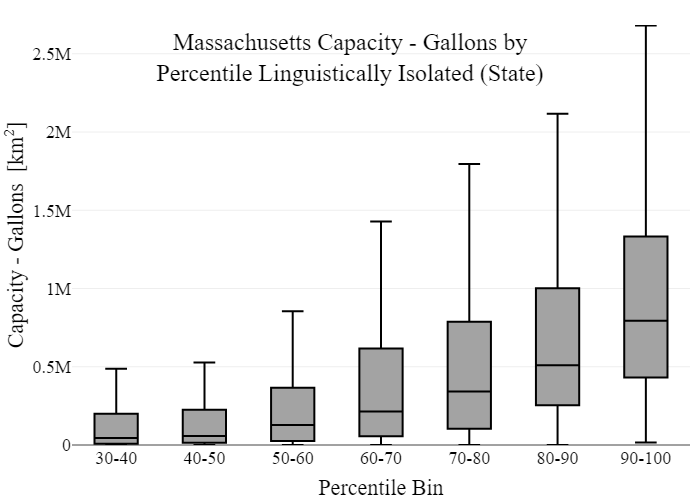 Massachusetts Capacity - Gallons by
Percentile Linguistically Isolated (State)
Capacity - Gallons [km²]
2.5M
2M
1.5M
1M
0.5M
0
30-40 40-50 50-60 60-70 70-80 80-90 90-100
Percentile Bin